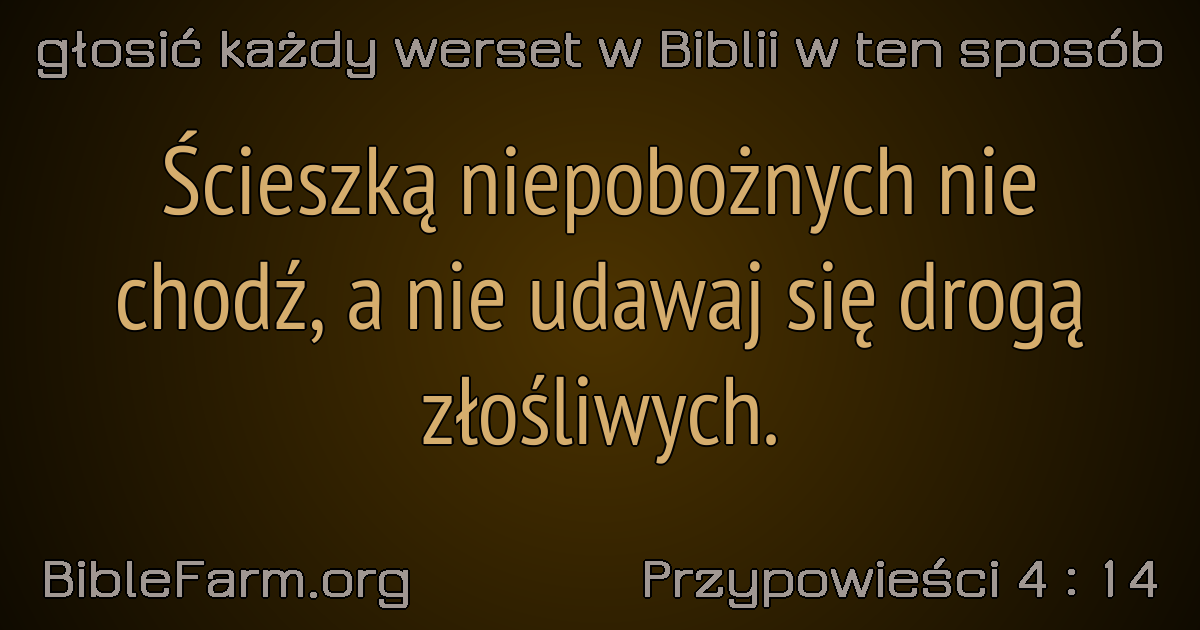 głosić każdy werset w Biblii w ten sposób
Ścieszką niepobożnych nie
chodź, a nie udawaj się drogą
złośliwych.
BibleFarm.org
Przypowieści 4 : 14